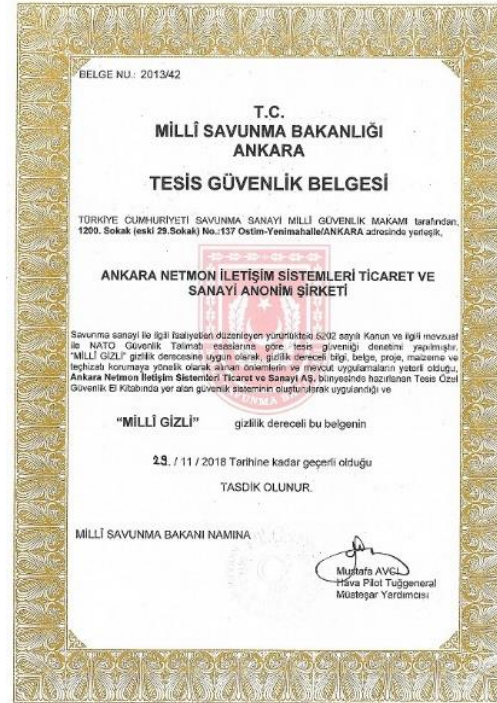 BELGE NU.: 2013/42
T.C.
MİLLÎ SAVUNMA BAKANLIĞI
ANKARA
TESİS GÜVENLİK BELGESİ
TÜRKİYE CUMHURİYETİ SAVUNMA SANAYİ MİLLÎ GÜVENLİK MAKAMI tarafından,
1200. Sokak (eski 29.Sokak) No.:137 Ostim-Yenimahalle/ANKARA adresinde yerleşik,
ANKARA NETMON İLETİŞİM SİSTEMLERİ TİCARET VE
SANAYİ ANONİM ŞİRKETİ
Savunma sanayi ile ilgili faaliyetleri düzenleyen yürürlükteki 5202 sayılı Kanun ve ilgili mevzuat
ile NATO Güvenlik Talimatı esaslarına göre tesis güvenliği denetimi yapılmıştır.
"MİLLÎ GİZLİ" gizlilik derecesine uygun olarak, gizlilik dereceli bilgi, belge, proje, malzeme ve
teçhizatı korumaya yönelik olarak alınan önlemlerin ve mevcut uygulamaların yeterli olduğu,
Ankara Netmon İletişim Sistemleri Ticaret ve Sanayi AŞ. bünyesinde hazırlanan Tesis Özel
Güvenlik El Kitabında yer alan güvenlik sisteminin oluşturularak uygulandığı ve
"MİLLÎ GİZLİ" gizlilik dereceli bu belgenin
29. / 11 / 2018 Tarihine kadar geçerli olduğu
TASDİK OLUNUR.
MİLLÎ SAVUNMA BAKANI NAMINA
Mustafa AVCI
Hava Pilot Tuğgeneral
Müsteşar Yardımcısı